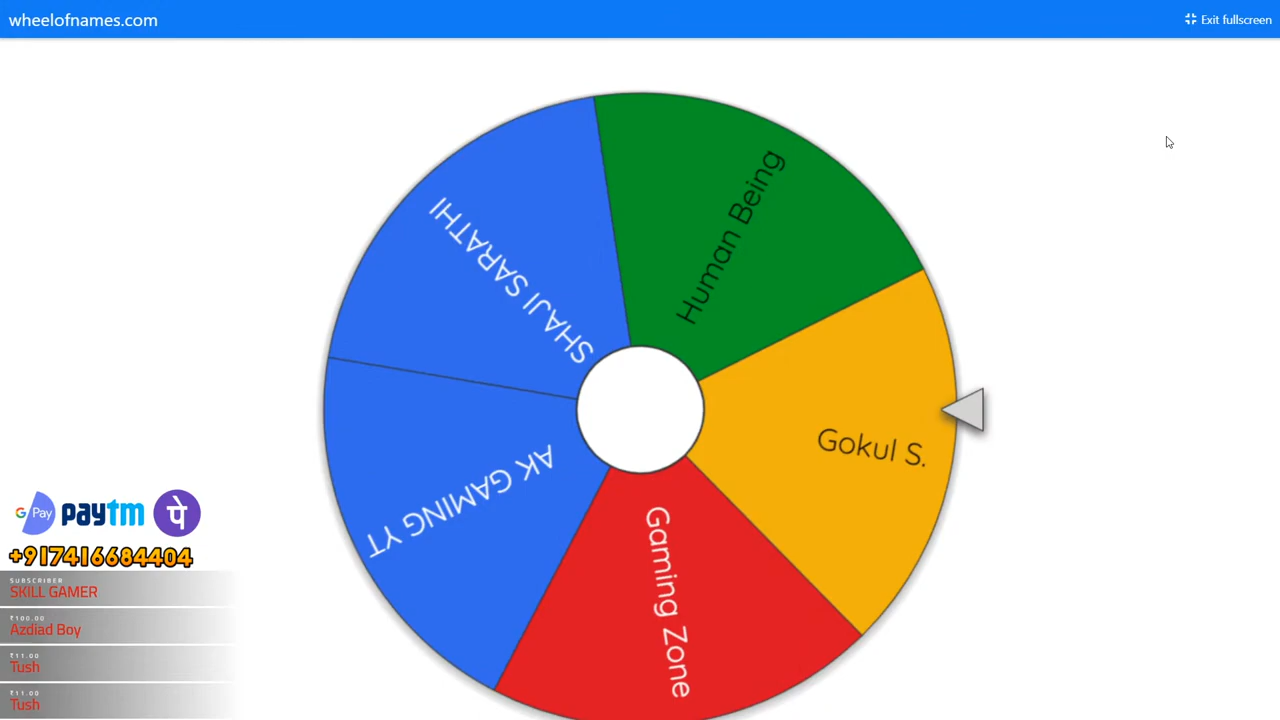 wheelofnames.com
Exit fullscreen
Human Being
SHAJI SARATHI
Gokul S.
AK GAMING YT
Gaming Zone
G Pay paytm पे
+917416684404
SUBSCRIBER
SKILL GAMER
₹100.00
Azdiad Boy
₹11.00
Tush
₹11.00
Tush